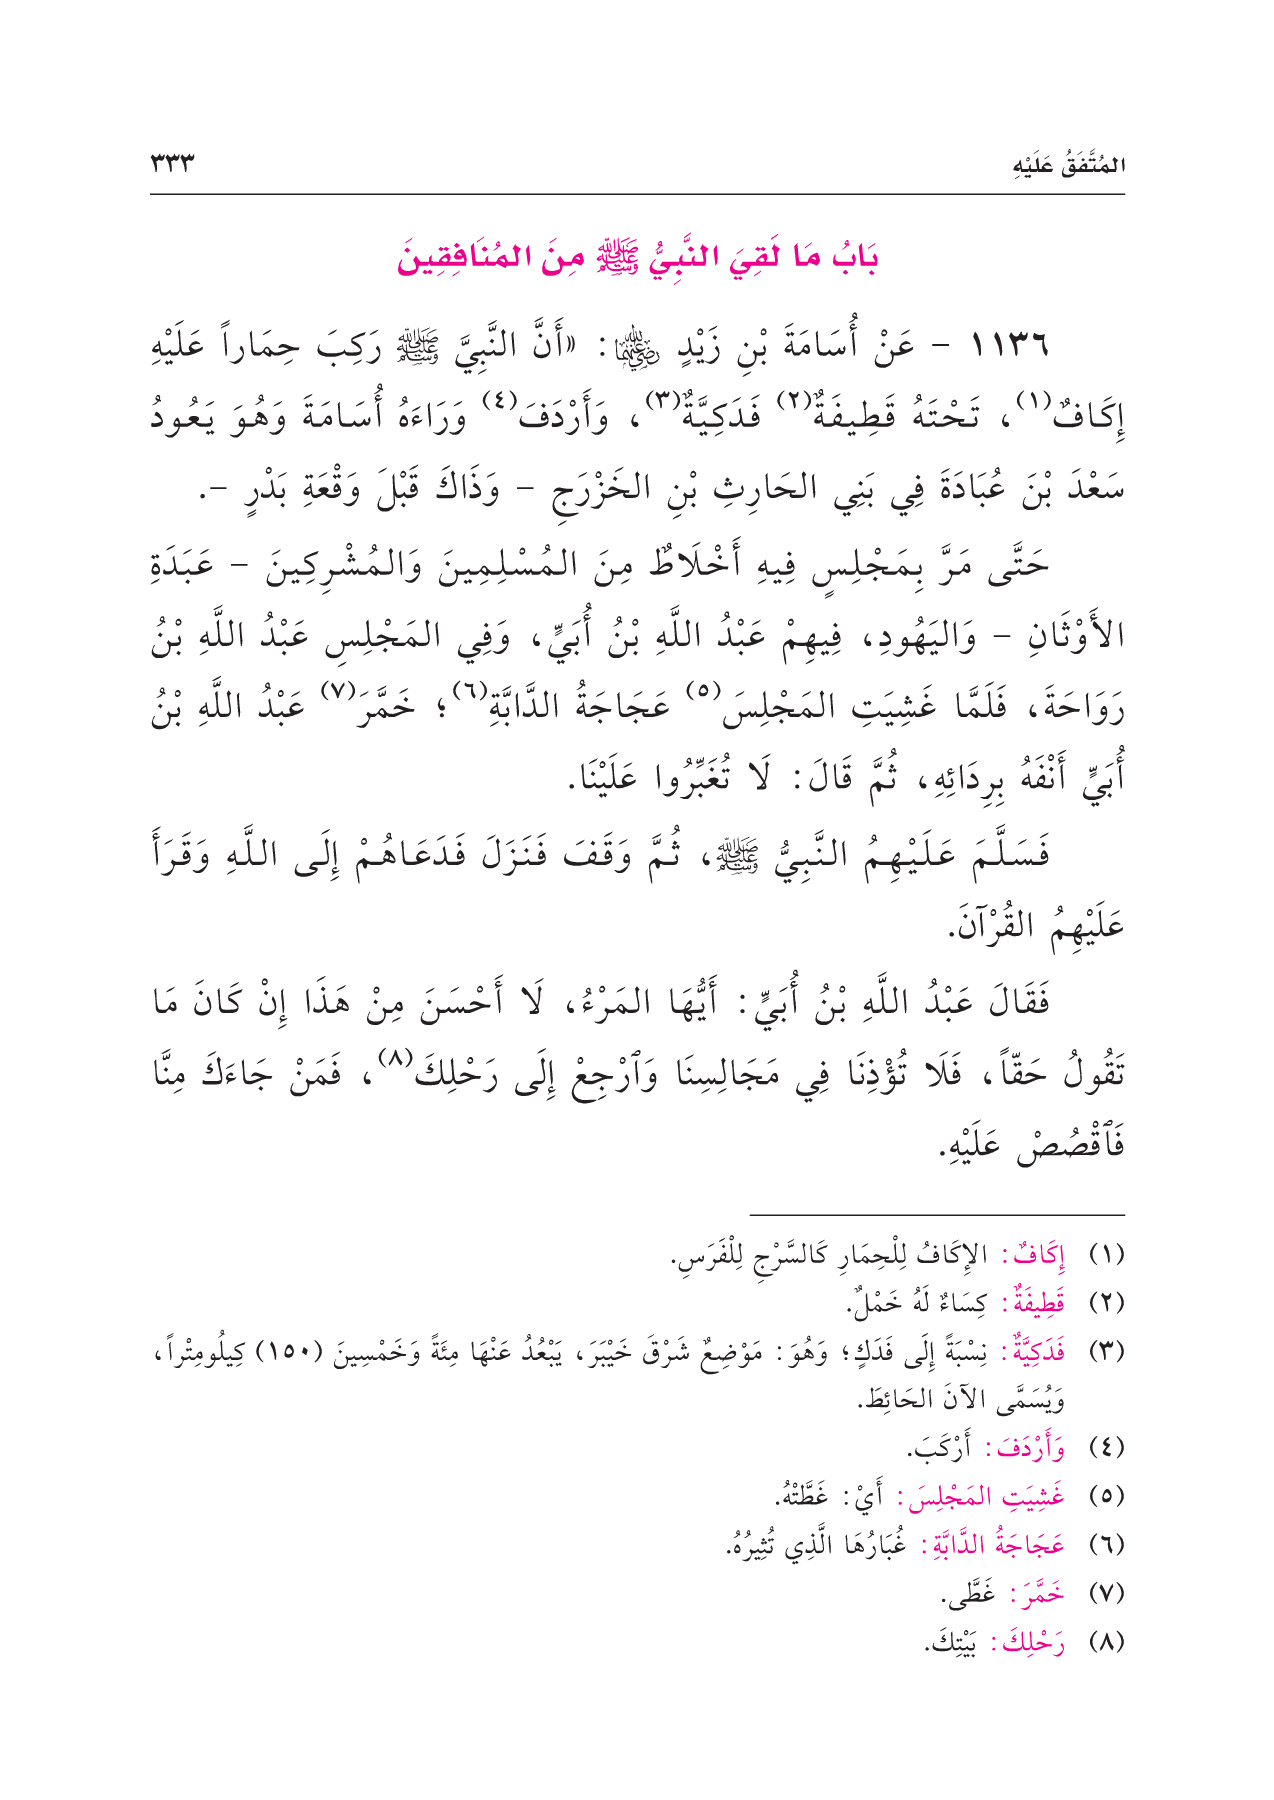 المُتَّفَقُ عَلَيْهِ ٣٣٣
بَابُ مَا لَقِيَ النَّبِيُّ ﷺ مِنَ المُنَافِقِينَ
١١٣٦ - عَنْ أُسَامَةَ بْنِ زَيْدٍ رَضِيَ اللهُ عَنْهُمَا: «أَنَّ النَّبِيَّ ﷺ رَكِبَ حِمَاراً عَلَيْهِ
إِكَافٌ(١)، تَحْتَهُ قَطِيفَةٌ(٢) فَدَكِيَّةٌ(٣)، وَأَرْدَفَ(٤) وَرَاءَهُ أُسَامَةَ وَهُوَ يَعُودُ
سَعْدَ بْنَ عُبَادَةَ فِي بَنِي الحَارِثِ بْنِ الخَزْرَجِ - وَذَاكَ قَبْلَ وَقْعَةِ بَدْرٍ -.
حَتَّى مَرَّ بِمَجْلِسٍ فِيهِ أَخْلَاطٌ مِنَ المُسْلِمِينَ وَالمُشْرِكِينَ - عَبَدَةِ
الأَوْثَانِ - وَاليَهُودِ، فِيهِمْ عَبْدُ اللَّهِ بْنُ أُبَيٍّ، وَفِي المَجْلِسِ عَبْدُ اللَّهِ بْنُ
رَوَاحَةَ، فَلَمَّا غَشِيَتِ المَجْلِسَ(٥) عَجَاجَةُ الدَّابَّةِ(٦)؛ خَمَّرَ(٧) عَبْدُ اللَّهِ بْنُ
أُبَيٍّ أَنْفَهُ بِرِدَائِهِ، ثُمَّ قَالَ: لَا تُغَبِّرُوا عَلَيْنَا.
فَسَلَّمَ عَلَيْهِمُ النَّبِيُّ ﷺ، ثُمَّ وَقَفَ فَنَزَلَ فَدَعَاهُمْ إِلَى اللَّهِ وَقَرَأَ
عَلَيْهِمُ القُرْآنَ.
فَقَالَ عَبْدُ اللَّهِ بْنُ أُبَيٍّ: أَيُّهَا المَرْءُ، لَا أَحْسَنَ مِنْ هَذَا إِنْ كَانَ مَا
تَقُولُ حَقّاً، فَلَا تُؤْذِنَا فِي مَجَالِسِنَا وَٱرْجِعْ إِلَى رَحْلِكَ(٨)، فَمَنْ جَاءَكَ مِنَّا
فَٱقْصُصْ عَلَيْهِ.
(١) إِكَافٌ: الإِكَافُ لِلْحِمَارِ كَالسَّرْجِ لِلْفَرَسِ.
(٢) قَطِيفَةٌ: كِسَاءٌ لَهُ خَمْلٌ.
(٣) فَدَكِيَّةٌ: نِسْبَةً إِلَى فَدَكٍ؛ وَهُوَ: مَوْضِعٌ شَرْقَ خَيْبَرَ، يَبْعُدُ عَنْهَا مِئَةً وَخَمْسِينَ (١٥٠) كِيلُومِتْراً،
وَيُسَمَّى الآنَ الحَائِطَ.
(٤) وَأَرْدَفَ: أَرْكَبَ.
(٥) غَشِيَتِ المَجْلِسَ: أَيْ: غَطَّتْهُ.
(٦) عَجَاجَةُ الدَّابَّةِ: غُبَارُهَا الَّذِي تُثِيرُهُ.
(٧) خَمَّرَ: غَطَّى.
(٨) رَحْلِكَ: بَيْتِكَ.